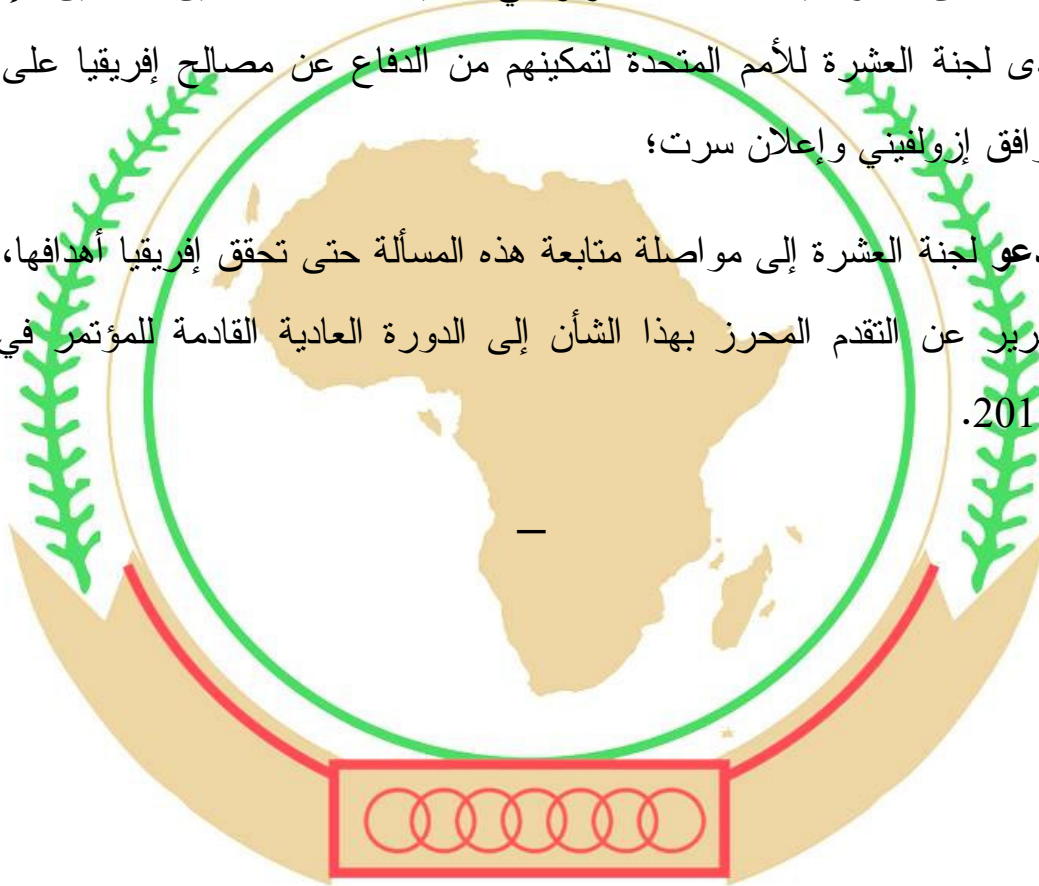 لجنة العشرة للأمم المتحدة لتمكينهم من الدفاع عن مصالح إفريقيا على
إزولفيني وإعلان سرت؛
لجنة العشرة إلى مواصلة متابعة هذه المسألة حتى تحقق إفريقيا أهدافها،
عن التقدم المحرز بهذا الشأن إلى الدورة العادية القادمة للمؤتمر في
201.
–